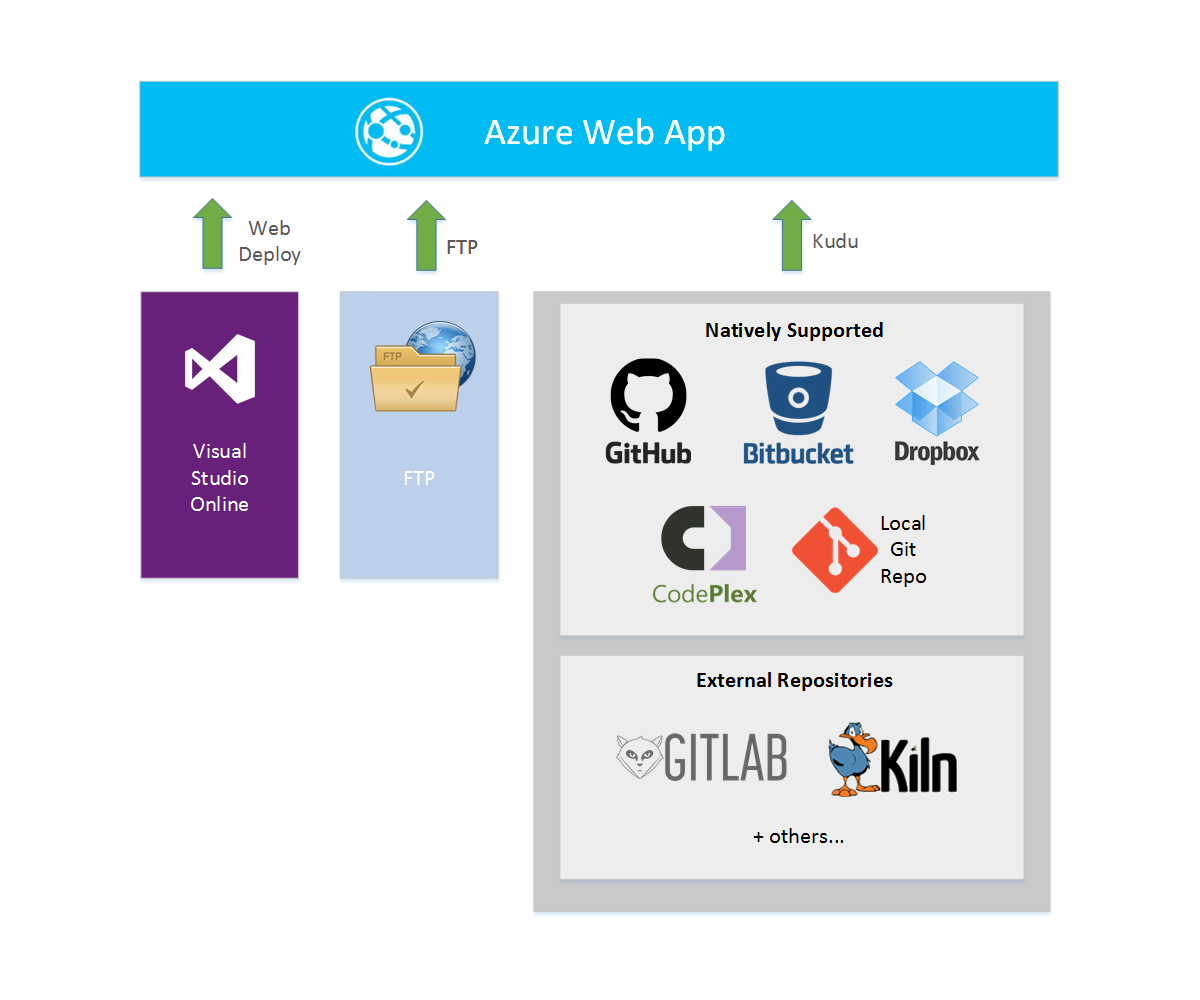 Azure Web App
Web
Deploy
FTP
Kudu
Visual
Studio
Online
FTP
FTP
Natively Supported
GitHub
Bitbucket
Dropbox
CodePlex
Local
Git
Repo
External Repositories
GITLAB
Kiln
+ others...